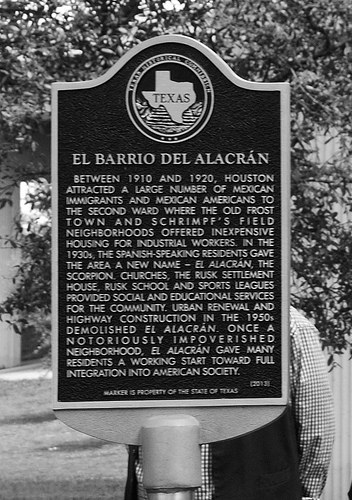 TEXAS HISTORICAL COMMISSION
TEXAS
EL BARRIO DEL ALACRÁN
BETWEEN 1910 AND 1920, HOUSTON
ATTRACTED A LARGE NUMBER OF MEXICAN
IMMIGRANTS AND MEXICAN AMERICANS TO
THE SECOND WARD WHERE THE OLD FROST
TOWN AND SCHRIMPF'S FIELD
NEIGHBORHOODS OFFERED INEXPENSIVE
HOUSING FOR INDUSTRIAL WORKERS. IN THE
1930s, THE SPANISH-SPEAKING RESIDENTS GAVE
THE AREA A NEW NAME – EL ALACRÁN, THE
SCORPION. CHURCHES, THE RUSK SETTLEMENT
HOUSE, RUSK SCHOOL AND SPORTS LEAGUES
PROVIDED SOCIAL AND EDUCATIONAL SERVICES
FOR THE COMMUNITY. URBAN RENEWAL AND
HIGHWAY CONSTRUCTION IN THE 1950s
DEMOLISHED EL ALACRÁN. ONCE A
NOTORIOUSLY IMPOVERISHED
NEIGHBORHOOD, EL ALACRÁN GAVE MANY
RESIDENTS A WORKING START TOWARD FULL
INTEGRATION INTO AMERICAN SOCIETY.
(2013)
MARKER IS PROPERTY OF THE STATE OF TEXAS